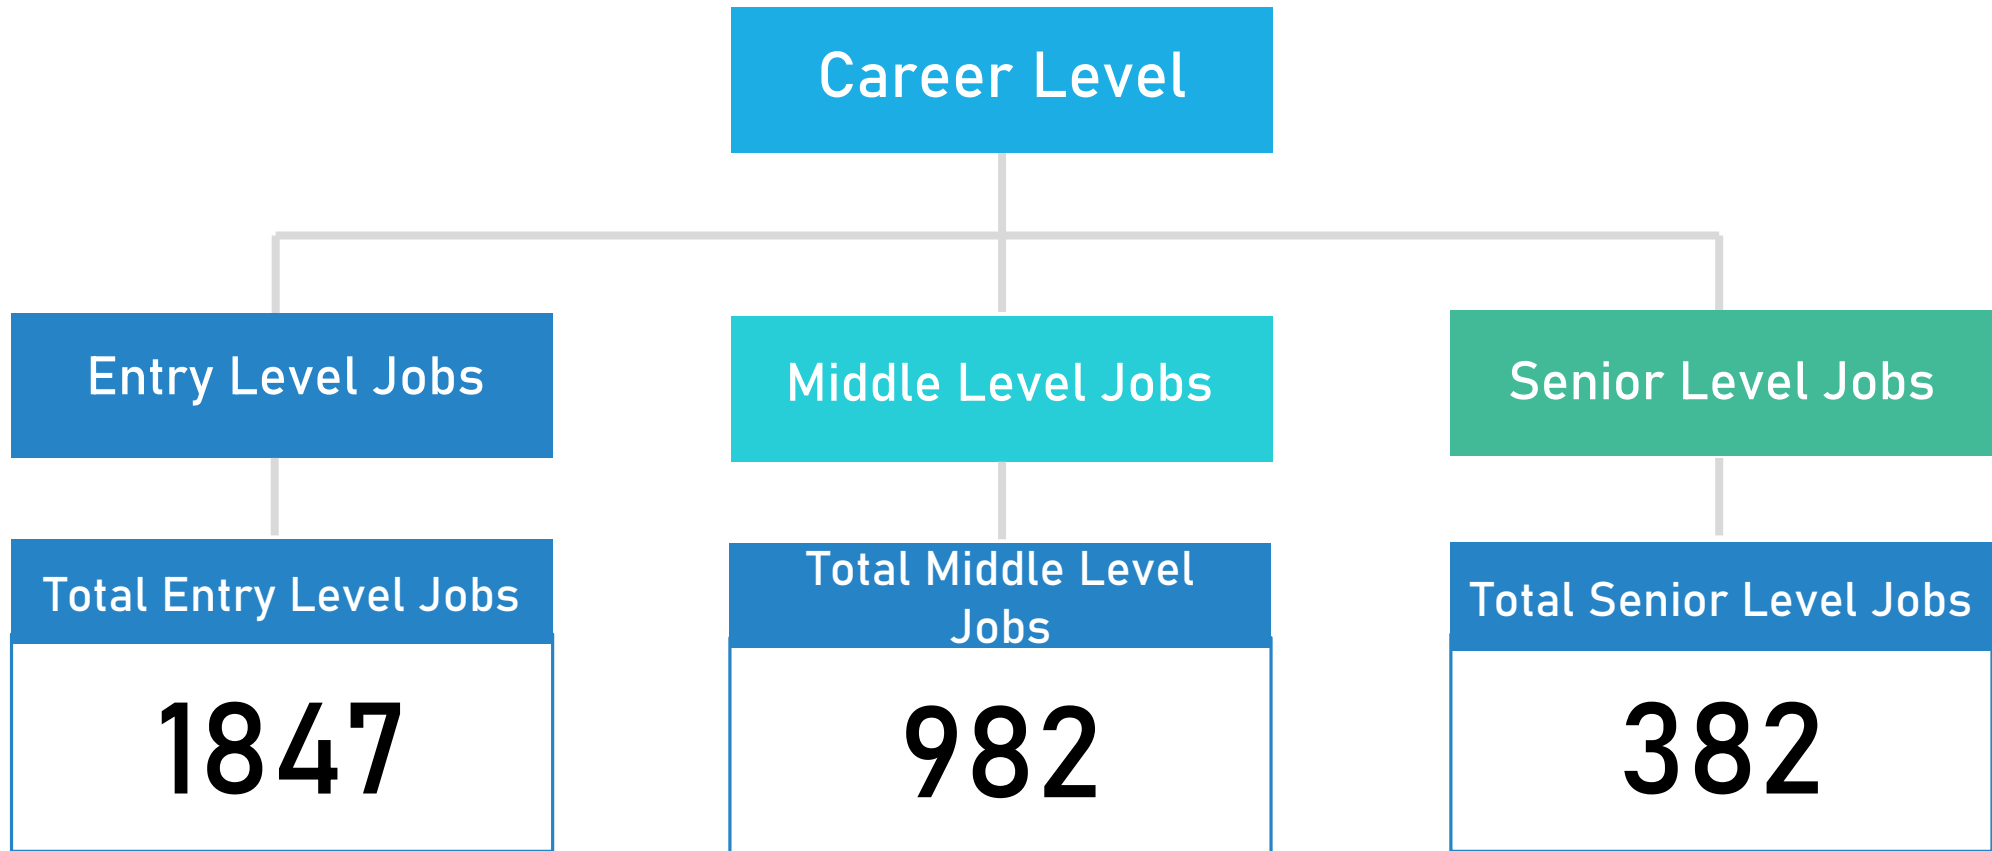 Career Level
Entry Level Jobs
Middle Level Jobs
Senior Level Jobs
Total Entry Level Jobs
Total Middle Level
Jobs
Total Senior Level Jobs
1847
982
382